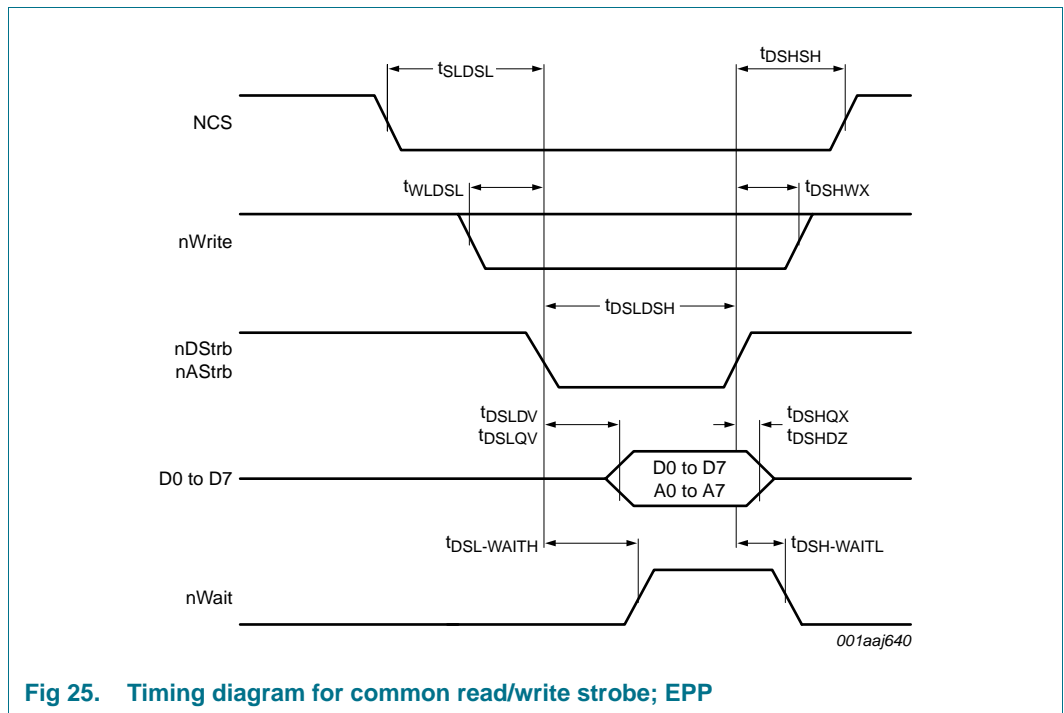 tSLDSL
tDSHSH
NCS
tWLDSL
tDSHWX
nWrite
tDSLDSH
nDStrb
nAStrb
tDSLDV
tDSLQV
tDSHQX
tDSHDZ
D0 to D7
D0 to D7
A0 to A7
tDSL-WAITH
tDSH-WAITL
nWait
001aaj640
Fig 25. Timing diagram for common read/write strobe; EPP